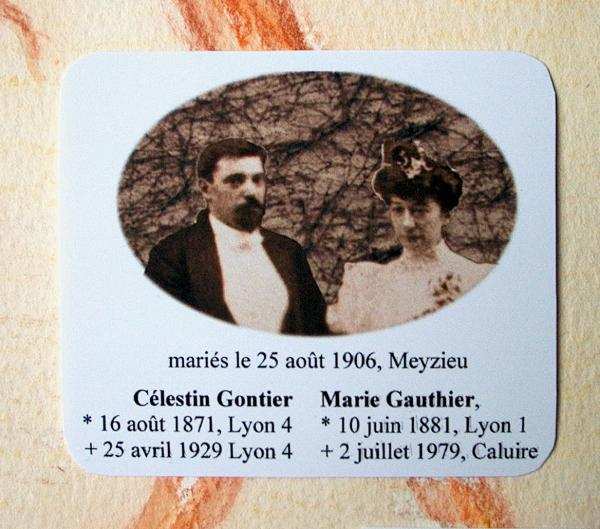 mariés le 25 août 1906, Meyzieu
Célestin Gontier Marie Gauthier,
* 16 août 1871, Lyon 4 * 10 juin 1881, Lyon 1
+ 25 avril 1929 Lyon 4 + 2 juillet 1979, Caluire